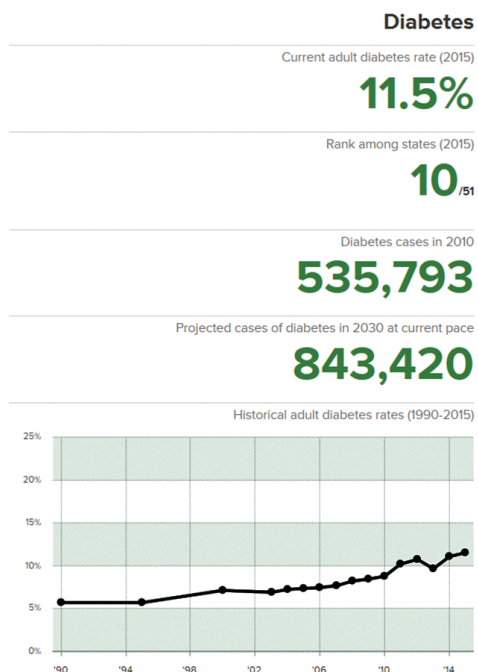 Diabetes
Current adult diabetes rate (2015)
11.5%
Rank among states (2015)
10/51
Diabetes cases in 2010
535,793
Projected cases of diabetes in 2030 at current pace
843,420
Historical adult diabetes rates (1990-2015)
25%
20%
15%
10%
5%
0%
'90 '94 '98 '02 '06 '10 '14